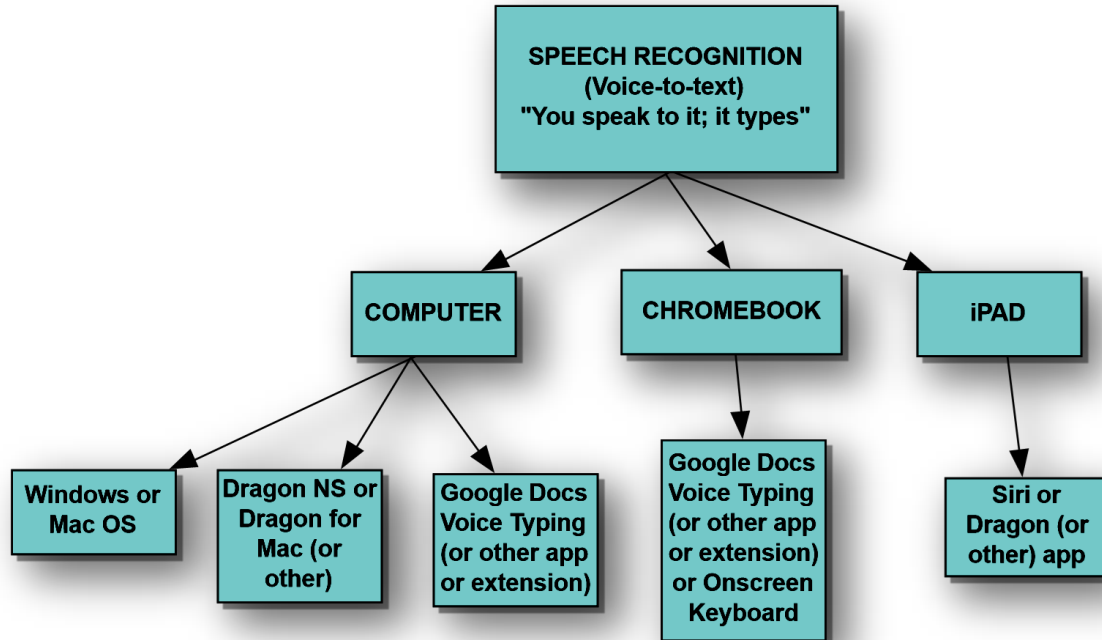 SPEECH RECOGNITION
(Voice-to-text)
"You speak to it; it types"
COMPUTER
CHROMEBOOK
iPAD
Windows or
Mac OS
Dragon NS or
Dragon for
Mac (or
other)
Google Docs
Voice Typing
(or other app
or extension)
Google Docs
Voice Typing
(or other app
or extension)
or Onscreen
Keyboard
Siri or
Dragon (or
other) app